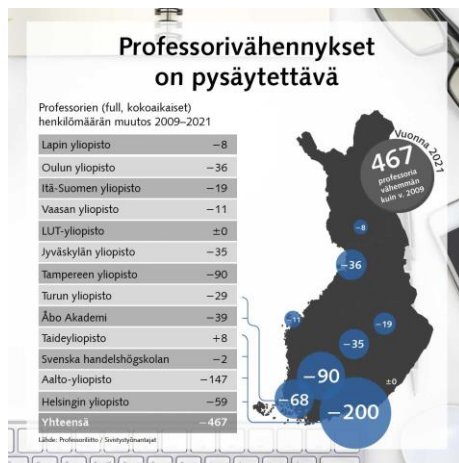 Professorivähennykset
on pysäytettävä
Professorien (full, kokoaikaiset)
henkilömäärän muutos 2009–2021
Lapin yliopisto –8
Oulun yliopisto –36
Itä-Suomen yliopisto –19
Vaasan yliopisto –11
LUT-yliopisto ±0
Jyväskylän yliopisto –35
Tampereen yliopisto –90
Turun yliopisto –29
Åbo Akademi –39
Taideyliopisto +8
Svenska handelshögskolan –2
Aalto-yliopisto –147
Helsingin yliopisto –59
Yhteensä –467
Lähde: Professoriliitto / Sivistystyönantajat
Vuonna 2021
467
professoria
vähemmän
kuin v. 2009
–8
–36
–11
–19
–35
–90
±0
–68
–200